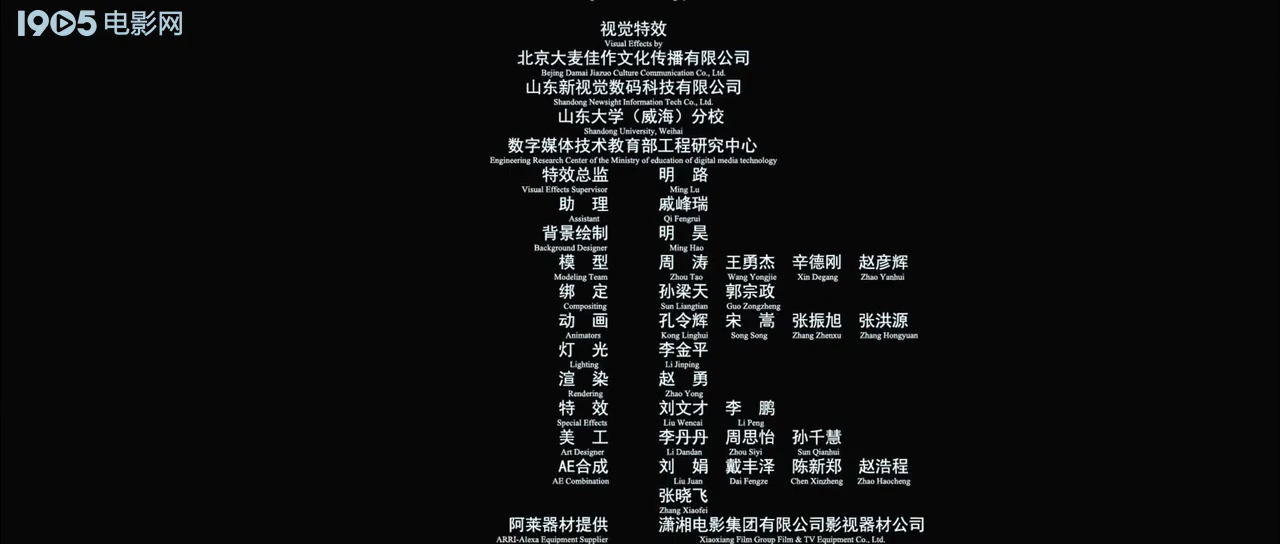 1905电影网
视觉特效
Visual Effects by
北京大麦佳作文化传播有限公司
Bejing Damai Jiazuo Culture Communication Co., Ltd.
山东新视觉数码科技有限公司
Shandong Newsight Information Tech Co., Ltd.
山东大学（威海）分校
Shandong University, Weihai
数字媒体技术教育部工程研究中心
Engineering Research Center of the Ministry of education of digital media technology
特效总监 明 路
Visual Effects Supervisor Ming Lu
助 理 戚峰瑞
Assistant Qi Fengrui
背景绘制 明 昊
Background Designer Ming Hao
模 型 周 涛 王勇杰 辛德刚 赵彦辉
Modeling Team Zhou Tao Wang Yongjie Xin Degang Zhao Yanhui
绑 定 孙梁天 郭宗政
Compositing Sun Liangtian Guo Zongzheng
动 画 孔令辉 宋 嵩 张振旭 张洪源
Animators Kong Linghui Song Song Zhang Zhenxu Zhang Hongyuan
灯 光 李金平
Lighting Li Jinping
渲 染 赵 勇
Rendering Zhao Yong
特 效 刘文才 李 鹏
Special Effects Liu Wencai Li Peng
美 工 李丹丹 周思怡 孙千慧
Art Designer Li Dandan Zhou Siyi Sun Qianhui
AE合成 刘 娟 戴丰泽 陈新郑 赵浩程
AE Combination Liu Juan Dai Fengze Chen Xinzheng Zhao Haocheng
张晓飞
Zhang Xiaofei
阿莱器材提供 潇湘电影集团有限公司影视器材公司
ARRI-Alexa Equipment Supplier Xiaoxiang Film Group Film & TV Equipment Co., Ltd.